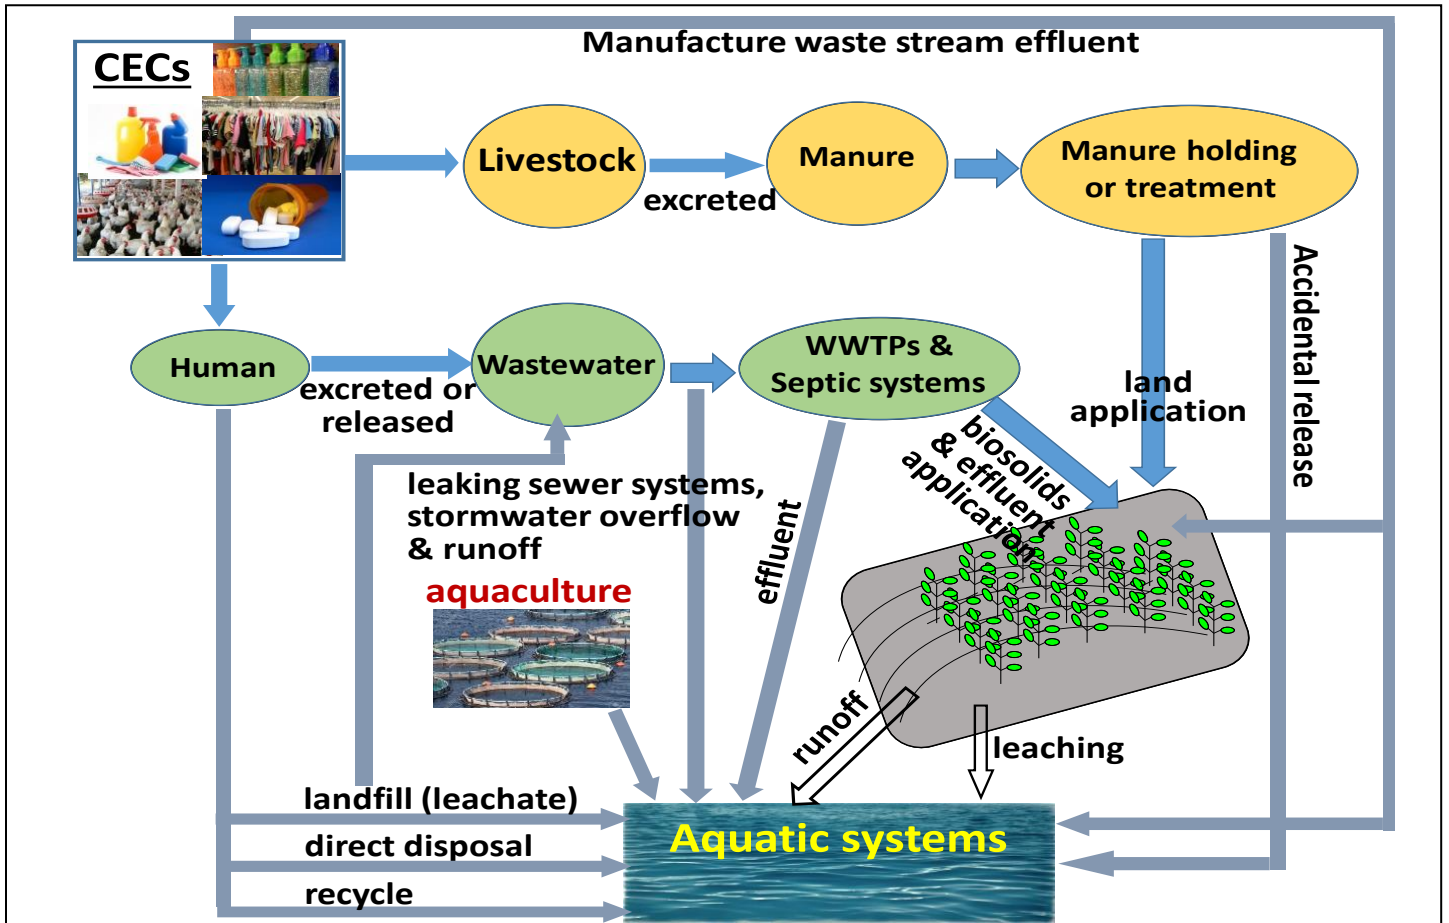 Manufacture waste stream effluent
CECs
Livestock
excreted
Manure
Manure holding
or treatment
Accidental release
Human
excreted or
released
Wastewater
WWTPs &
Septic systems
land
application
biosolids
& effluent
application
leaking sewer systems,
stormwater overflow
& runoff
effluent
aquaculture
runoff
leaching
landfill (leachate)
direct disposal
recycle
Aquatic systems